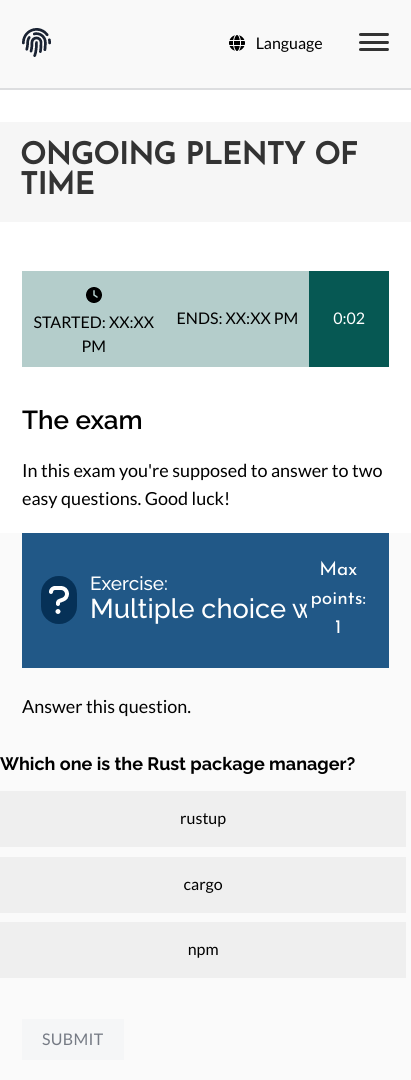 Language
ONGOING PLENTY OF
TIME
STARTED: XX:XX
PM
ENDS: XX:XX PM
0:02
The exam
In this exam you're supposed to answer to two
easy questions. Good luck!
Exercise:
Multiple choice w
Max
points:
1
Answer this question.
Which one is the Rust package manager?
rustup
cargo
npm
SUBMIT